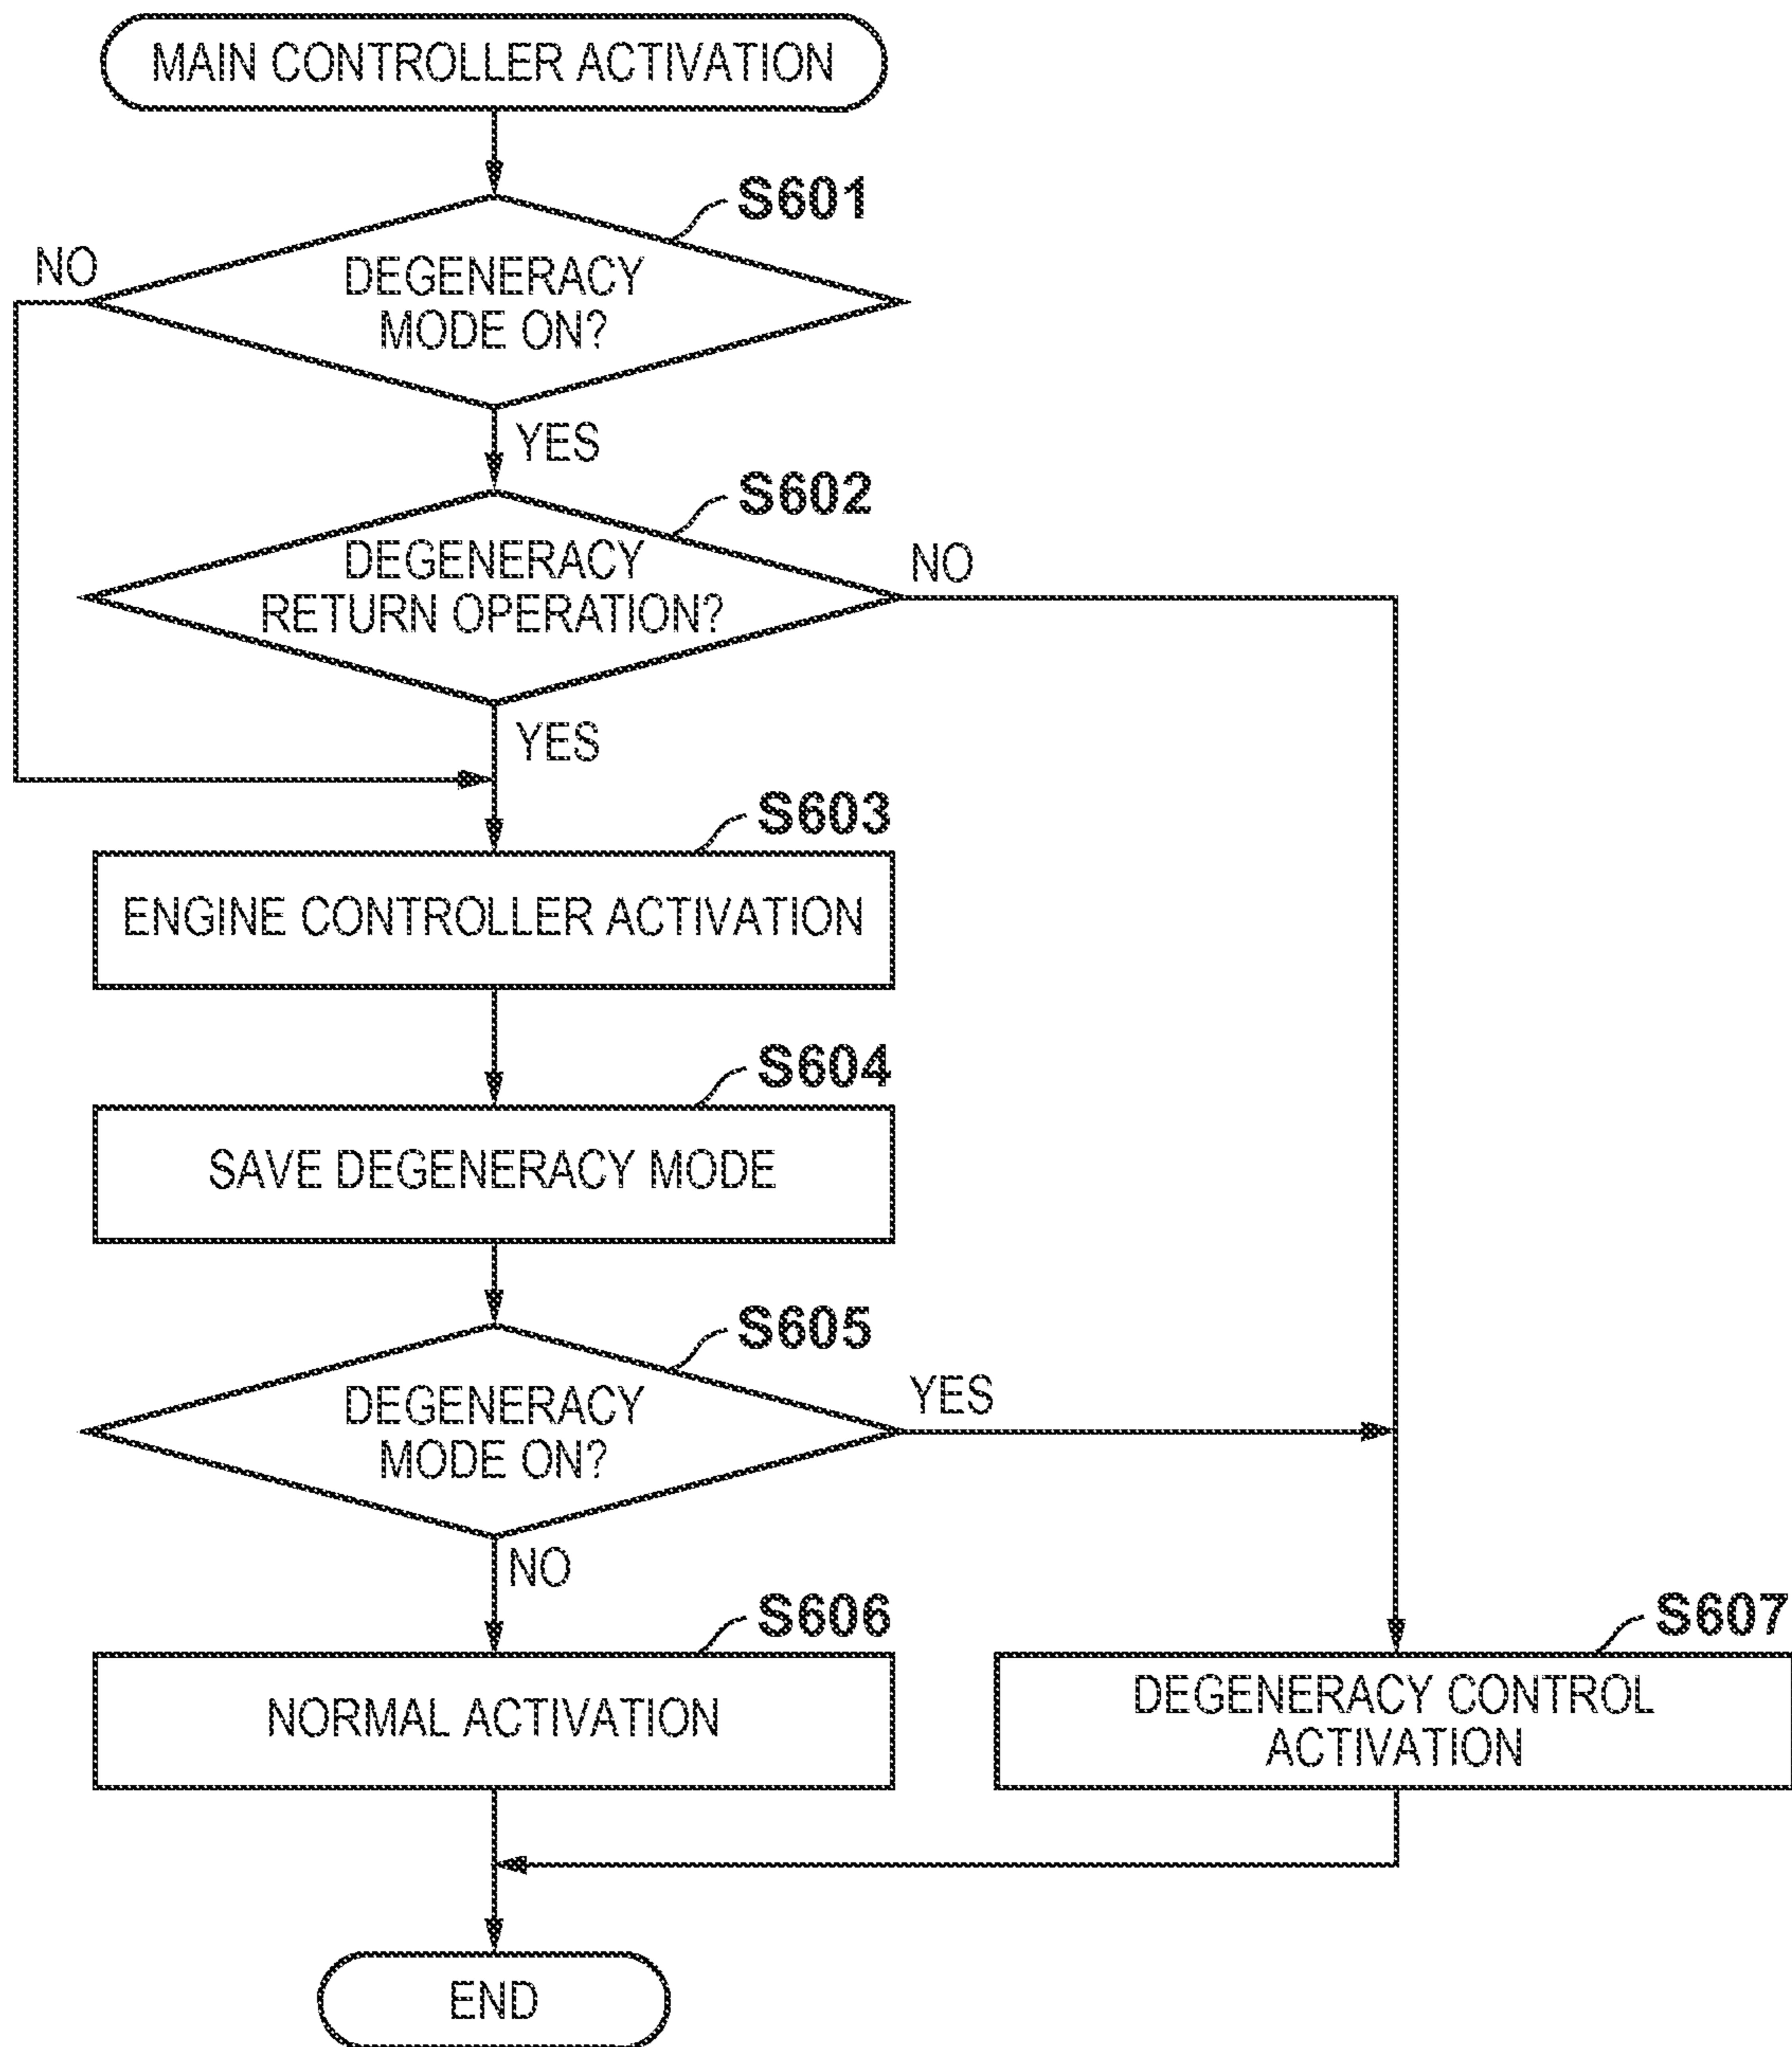 MAIN CONTROLLER ACTIVATION
S601
NO
DEGENERACY
MODE ON?
YES
S602
DEGENERACY
RETURN OPERATION?
NO
YES
S603
ENGINE CONTROLLER ACTIVATION
S604
SAVE DEGENERACY MODE
S605
DEGENERACY
MODE ON?
YES
NO
S606
NORMAL ACTIVATION
S607
DEGENERACY CONTROL
ACTIVATION
END